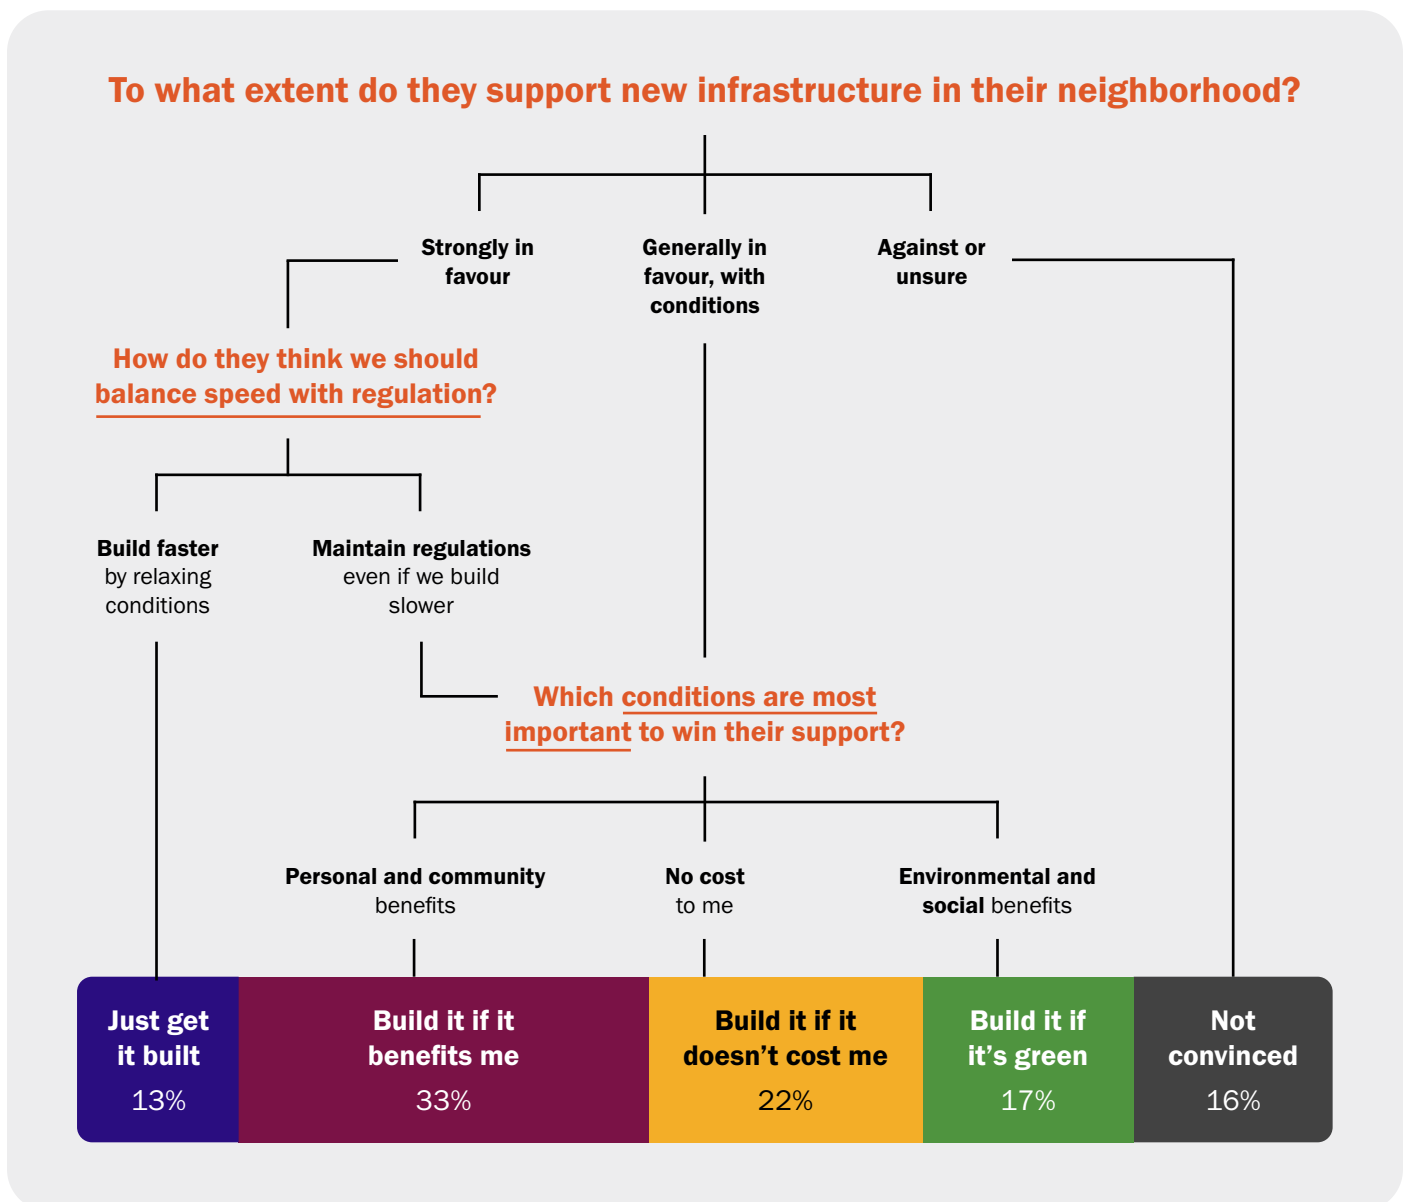 To what extent do they support new infrastructure in their neighborhood?
Strongly in
favour
Generally in
favour, with
conditions
Against or
unsure
How do they think we should
balance speed with regulation?
Build faster
by relaxing
conditions
Maintain regulations
even if we build
slower
Which conditions are most
important to win their support?
Personal and community
benefits
No cost
to me
Environmental and
social benefits
Just get
it built
13%
Build it if it
benefits me
33%
Build it if it
doesn’t cost me
22%
Build it if
it’s green
17%
Not
convinced
16%